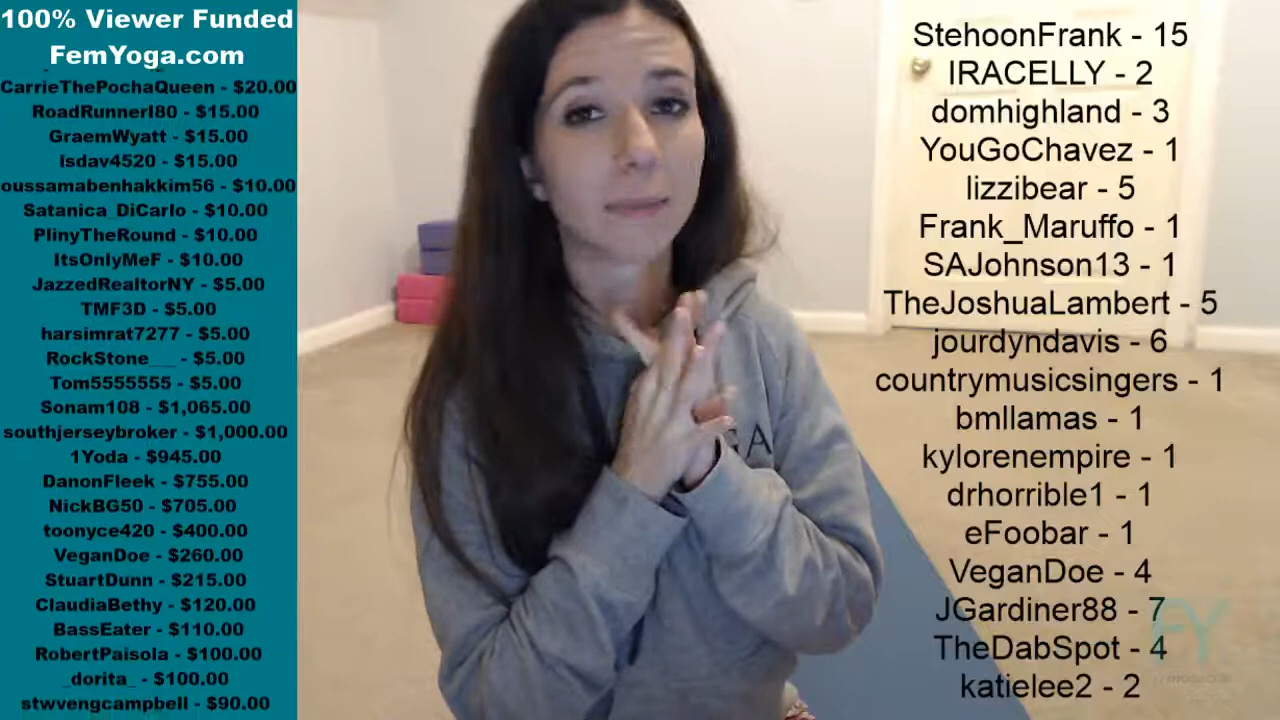 100% Viewer Funded
FemYoga.com
CarrieThePochaQueen - $20.00
RoadRunnerI80 - $15.00
GraemWyatt - $15.00
lsdav4520 - $15.00
oussamabenhakkim56 - $10.00
Satanica_DiCarlo - $10.00
PlinyTheRound - $10.00
ItsOnlyMeF - $10.00
JazzedRealtorNY - $5.00
TMF3D - $5.00
harsimrat7277 - $5.00
RockStone___ - $5.00
Tom5555555 - $5.00
Sonam108 - $1,065.00
southjerseybroker - $1,000.00
1Yoda - $945.00
DanonFleek - $755.00
NickBG50 - $705.00
toonyce420 - $400.00
VeganDoe - $260.00
StuartDunn - $215.00
ClaudiaBethy - $120.00
BassEater - $110.00
RobertPaisola - $100.00
_dorita_ - $100.00
stwvengcampbell - $90.00
GA
StehoonFrank - 15
IRACELLY - 2
domhighland - 3
YouGoChavez - 1
lizzibear - 5
Frank_Maruffo - 1
SAJohnson13 - 1
TheJoshuaLambert - 5
jourdyndavis - 6
countrymusicsingers - 1
bmllamas - 1
kylorenempire - 1
drhorrible1 - 1
eFoobar - 1
VeganDoe - 4
JGardiner88 - 7
TheDabSpot - 4
katielee2 - 2
FY